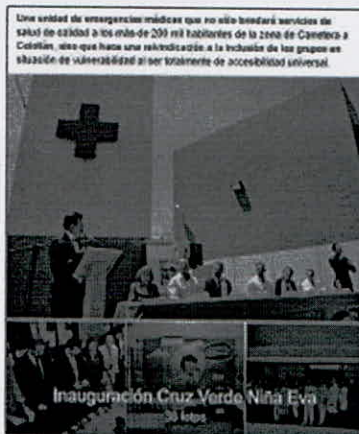 Una unidad de emergencias médicas que no sólo brindará servicios de
salud de calidad a los más de 200 mil habitantes de la zona de Carretera a
Colotlán, sino que hace una reivindicación a la inclusión de los grupos en
situación de vulnerabilidad al ser totalmente de accesibilidad universal.
Inauguración Cruz Verde Niña Eva
fotos